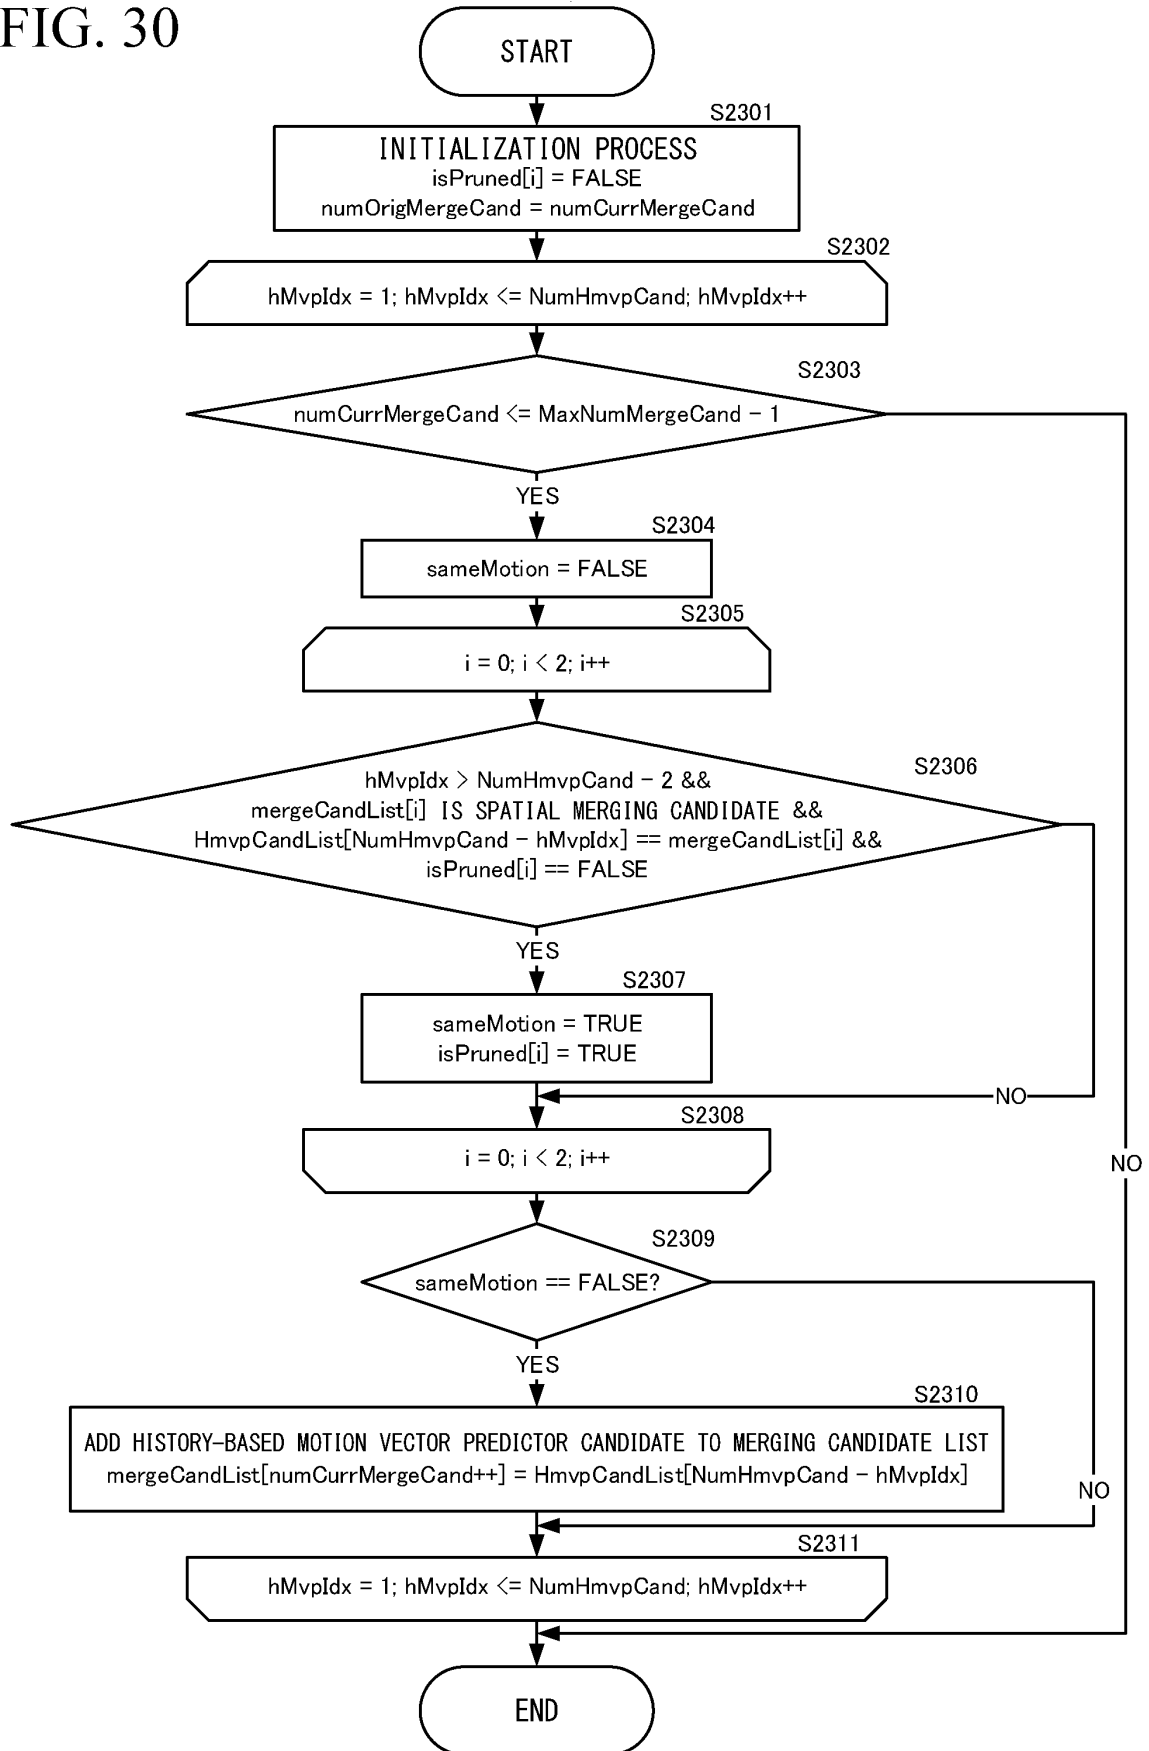 FIG. 30
START
S2301
INITIALIZATION PROCESS
isPruned[i] = FALSE
numOrigMergeCand = numCurrMergeCand
S2302
hMvpIdx = 1; hMvpIdx <= NumHmvpCand; hMvpIdx++
S2303
numCurrMergeCand <= MaxNumMergeCand - 1
YES
S2304
sameMotion = FALSE
S2305
i = 0; i < 2; i++
S2306
hMvpIdx > NumHmvpCand - 2 &&
mergeCandList[i] IS SPATIAL MERGING CANDIDATE &&
HmvpCandList[NumHmvpCand - hMvpIdx] == mergeCandList[i] &&
isPruned[i] == FALSE
YES
S2307
sameMotion = TRUE
isPruned[i] = TRUE
NO
S2308
i = 0; i < 2; i++
NO
S2309
sameMotion == FALSE?
YES
S2310
ADD HISTORY-BASED MOTION VECTOR PREDICTOR CANDIDATE TO MERGING CANDIDATE LIST
mergeCandList[numCurrMergeCand++] = HmvpCandList[NumHmvpCand - hMvpIdx]
NO
S2311
hMvpIdx = 1; hMvpIdx <= NumHmvpCand; hMvpIdx++
END